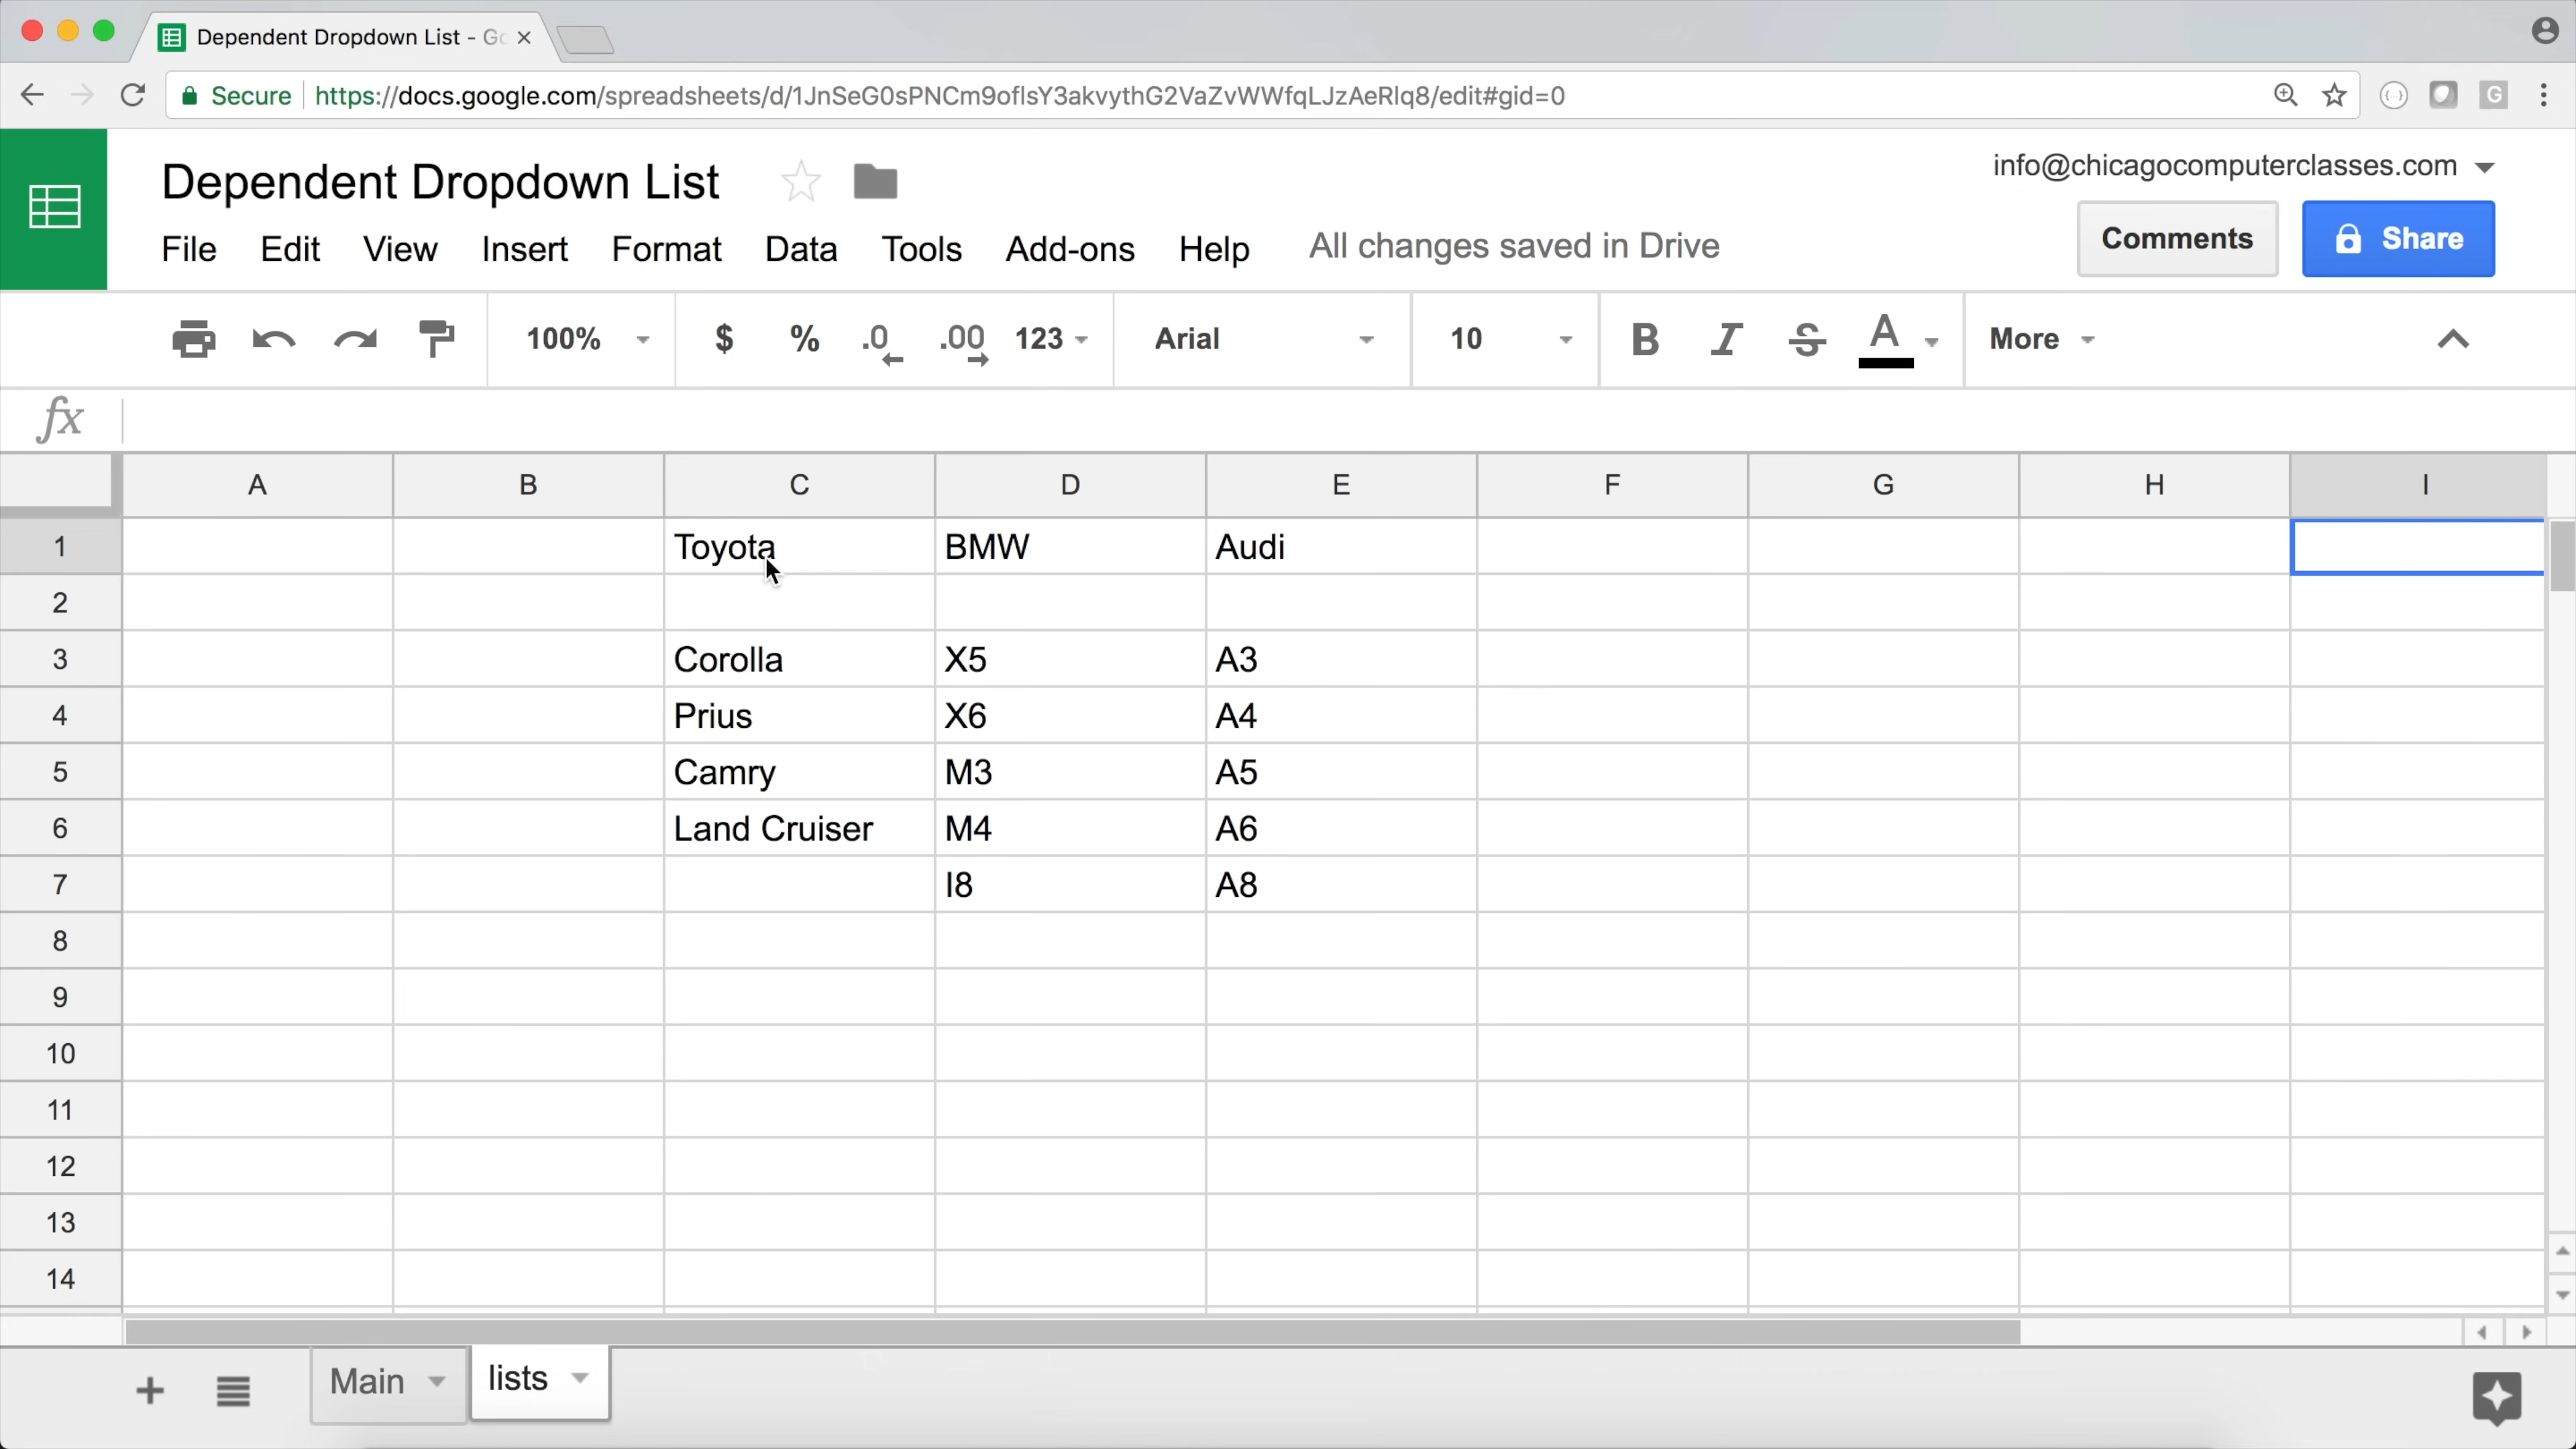 Dependent Dropdown List - Go
Secure https://docs.google.com/spreadsheets/d/1JnSeG0sPNCm9oflsY3akvythG2VaZvWWfqLJzAeRlq8/edit#gid=0
G
Dependent Dropdown List
info@chicagocomputerclasses.com
File Edit View Insert Format Data Tools Add-ons Help All changes saved in Drive
Comments Share
100% $ % .0 .00 123 Arial 10 B I S A More
fx
A B C D E F G H I
1 Toyota BMW Audi
2
3 Corolla X5 A3
4 Prius X6 A4
5 Camry M3 A5
6 Land Cruiser M4 A6
7 I8 A8
8
9
10
11
12
13
14
Main lists